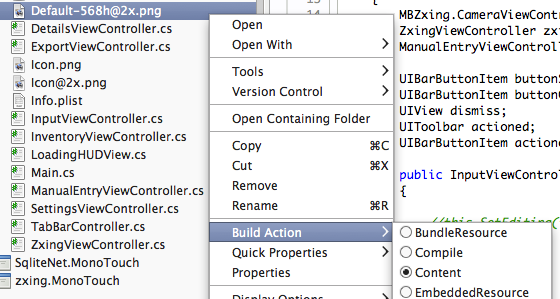 Default-568h@2x.png
DetailsViewController.cs
ExportViewController.cs
Icon.png
Icon@2x.png
Info.plist
InputViewController.cs
InventoryViewController.cs
LoadingHUDView.cs
Main.cs
ManualEntryViewController.cs
SettingsViewController.cs
TabBarController.cs
ZxingViewController.cs
SqliteNet.MonoTouch
zxing.MonoTouch
Open
Open With
Tools
Version Control
Open Containing Folder
Copy ⌘C
Cut ⌘X
Remove
Rename ⌘R
Build Action
Quick Properties
Properties
Display Options
BundleResource
Compile
Content
EmbeddedResource
13 {
14 MBZxing.CameraViewCont
ZxingViewController zx
ManualEntryViewControl
UIBarButtonItem button
UIBarButtonItem button
UIView dismiss;
UIToolbar actioned;
UIBarButtonItem action
public InputViewContro
{
//this.SetEditing(